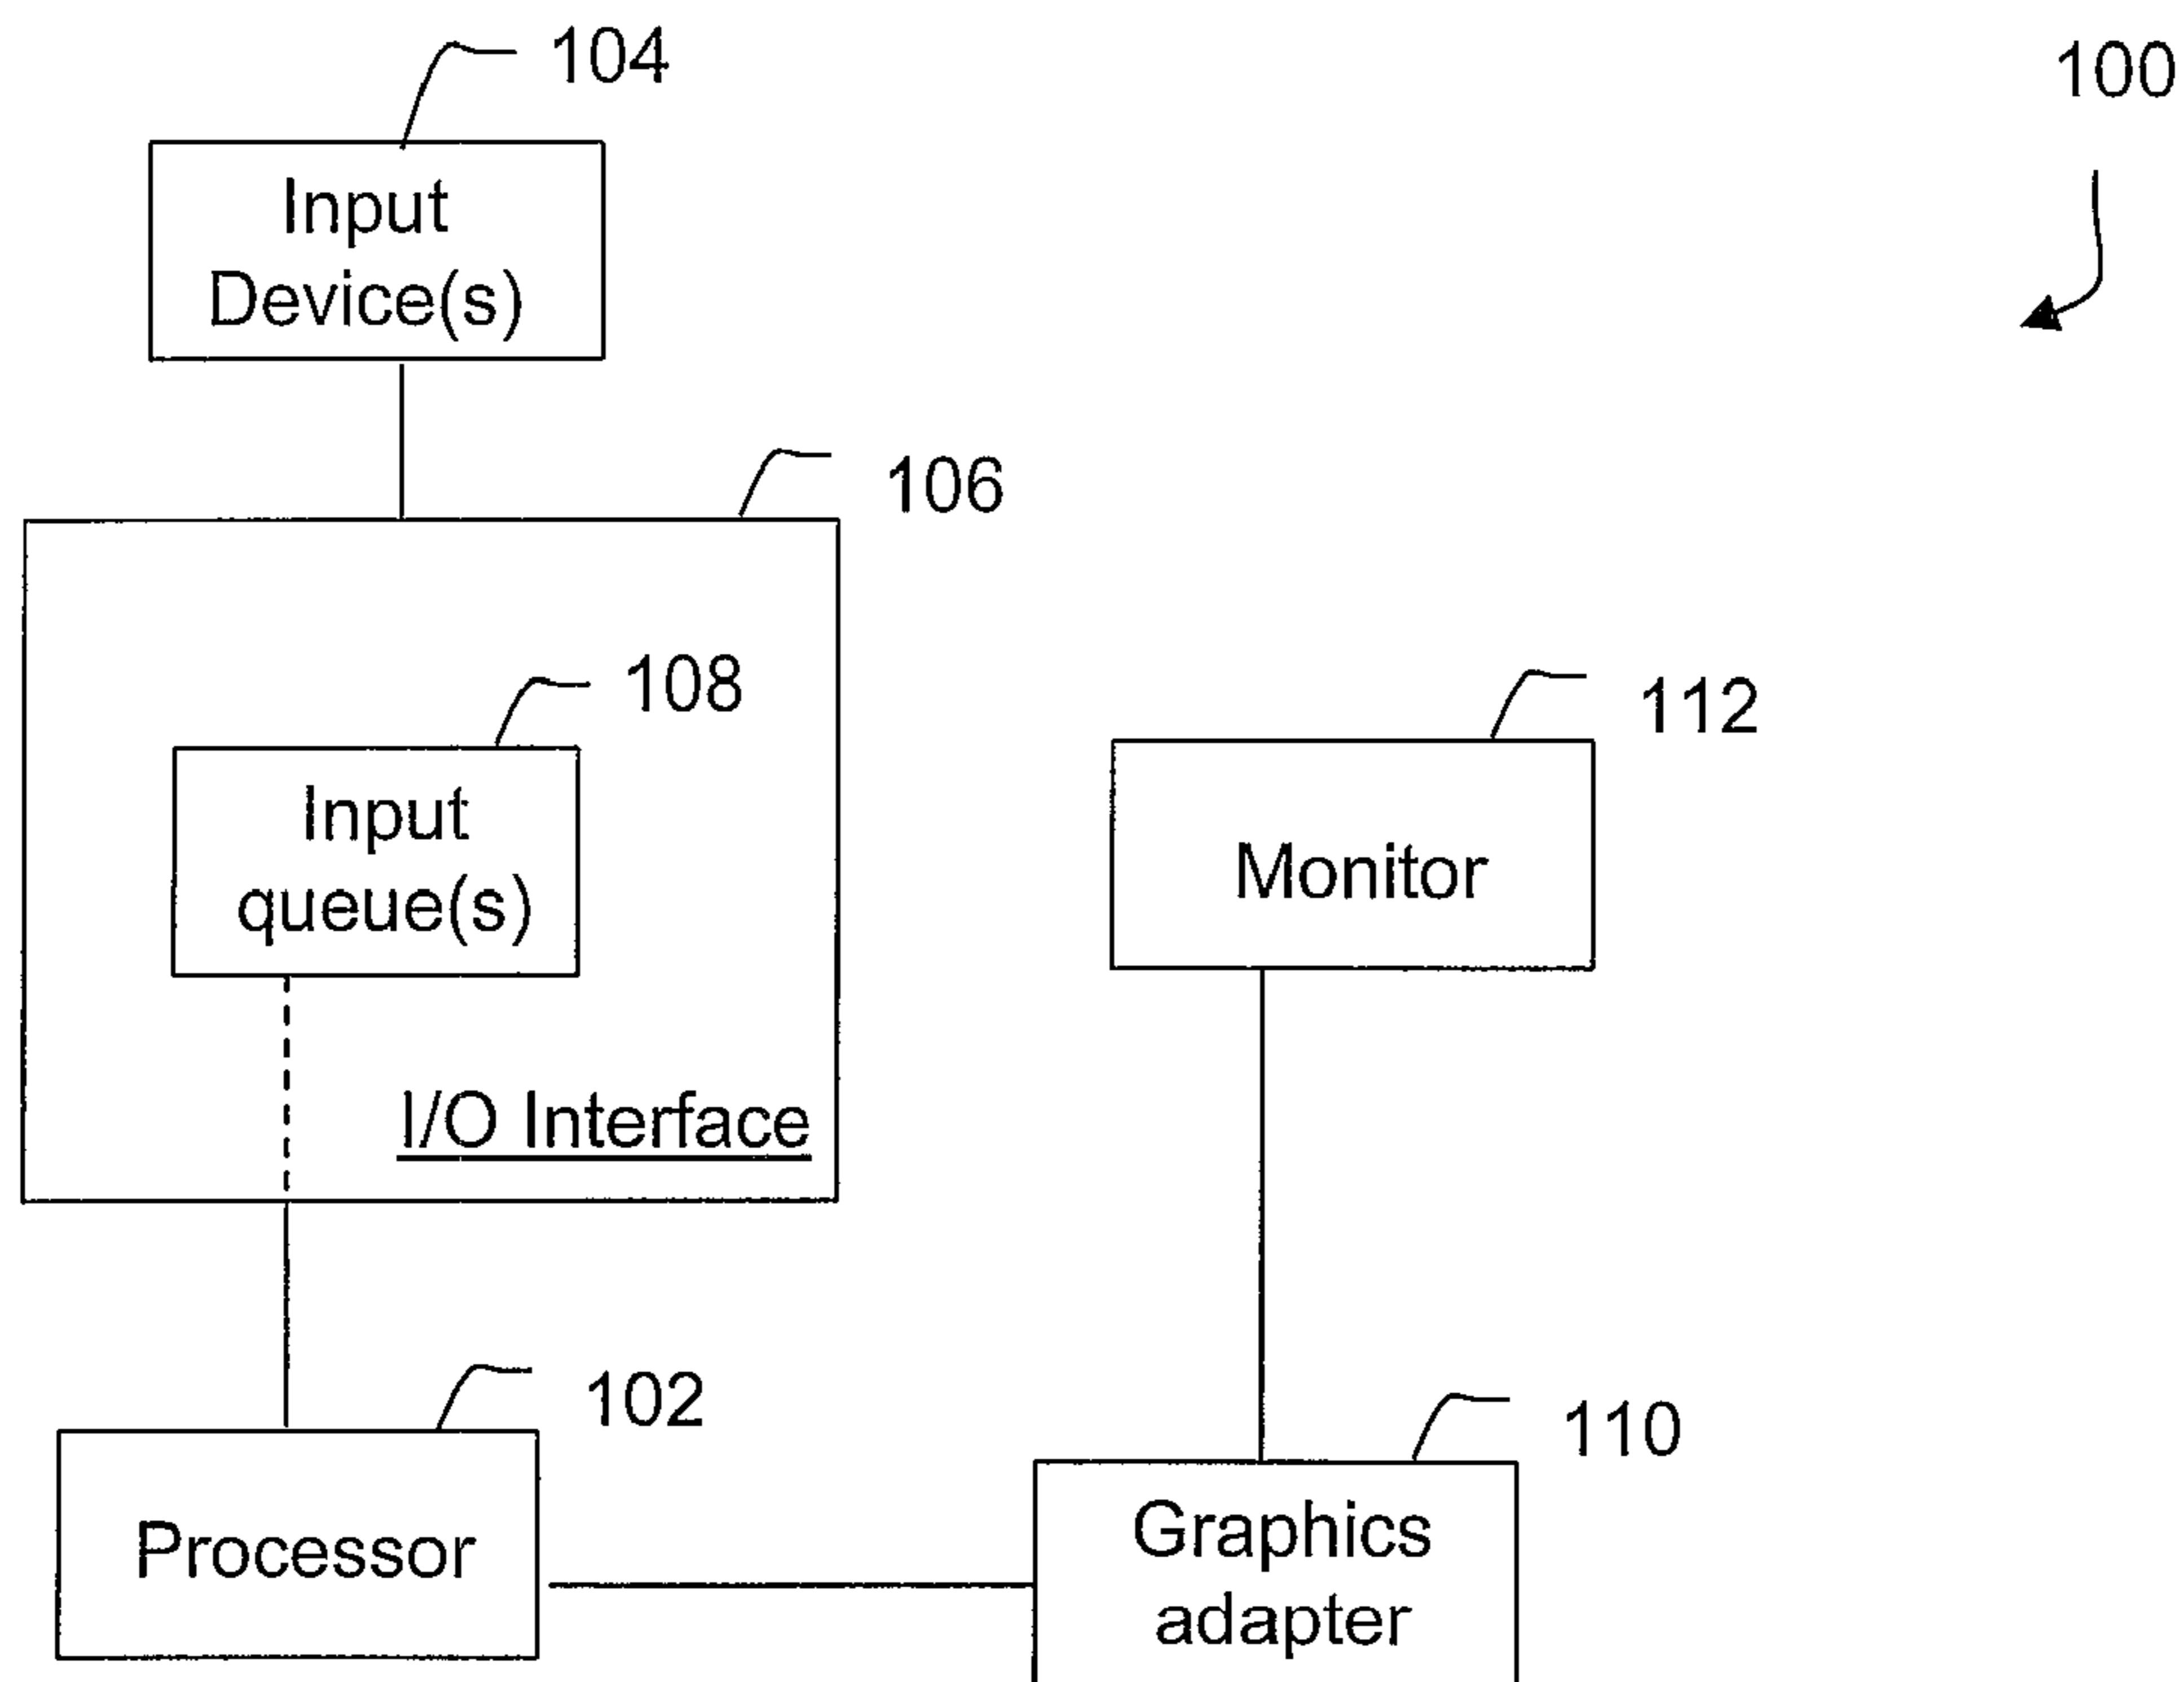 104
100
Input
Device(s)
106
108
Input
queue(s)
I/O Interface
112
Monitor
102
Processor
110
Graphics
adapter